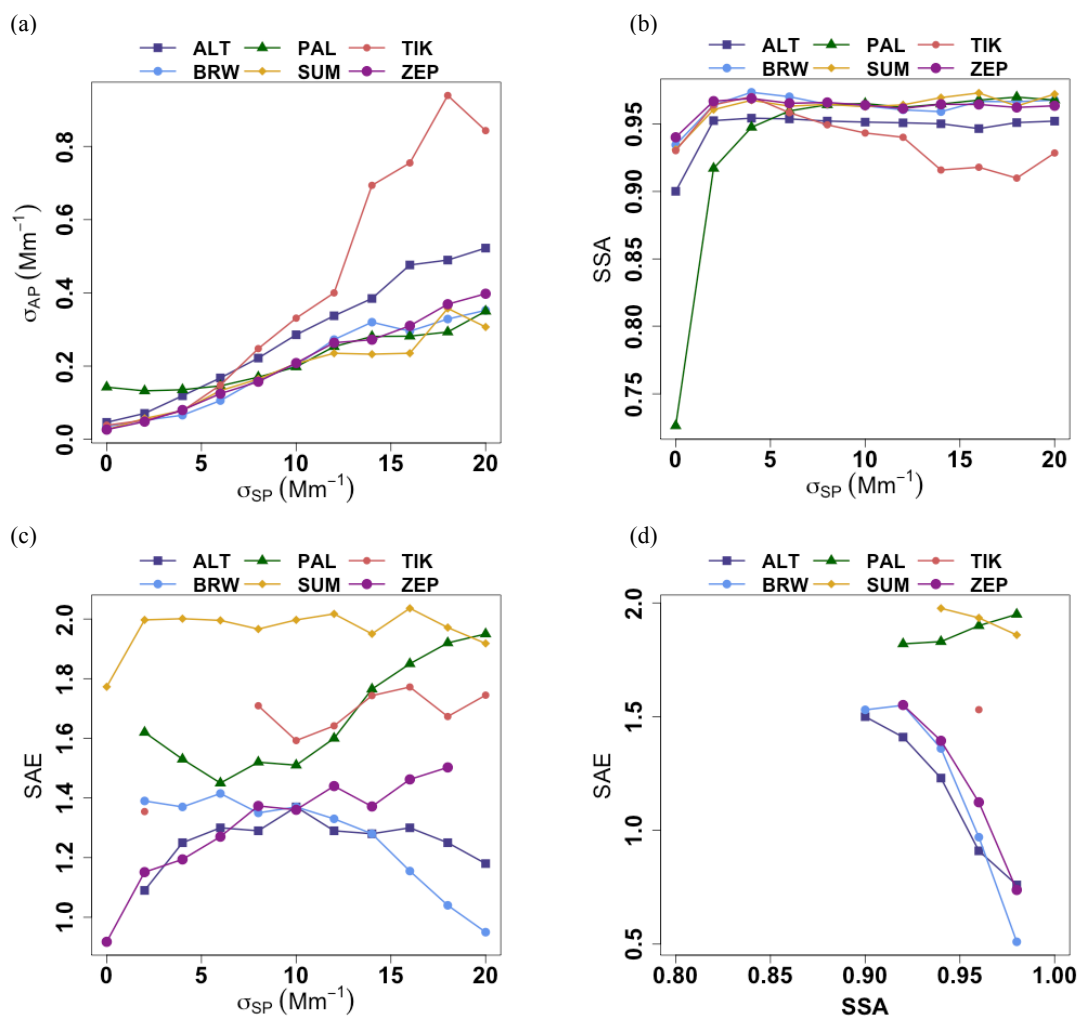 (a)
ALT PAL TIK
BRW SUM ZEP
0.0 0.2 0.4 0.6 0.8
σAP (Mm⁻¹)
0 5 10 15 20
σSP (Mm⁻¹)
(b)
ALT PAL TIK
BRW SUM ZEP
0.75 0.80 0.85 0.90 0.95
SSA
0 5 10 15 20
σSP (Mm⁻¹)
(c)
ALT PAL TIK
BRW SUM ZEP
1.0 1.2 1.4 1.6 1.8 2.0
SAE
0 5 10 15 20
σSP (Mm⁻¹)
(d)
ALT PAL TIK
BRW SUM ZEP
0.5 1.0 1.5 2.0
SAE
0.80 0.85 0.90 0.95 1.00
SSA